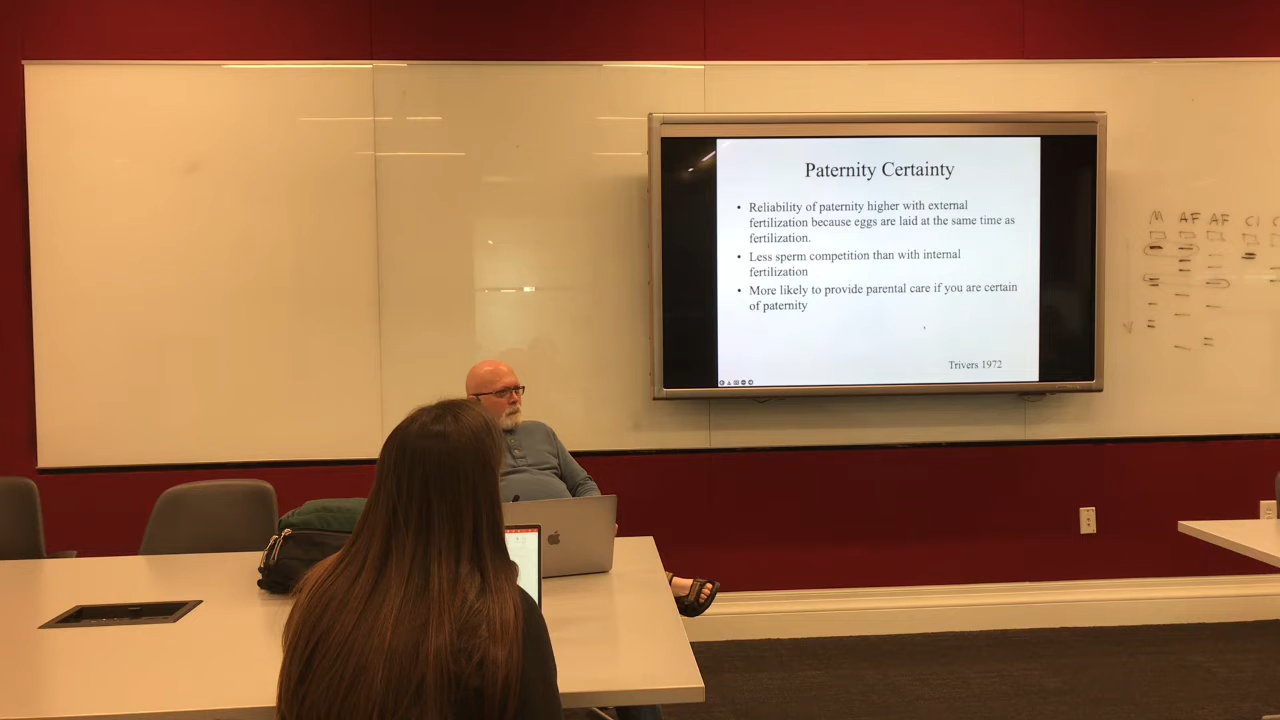 Paternity Certainty
• Reliability of paternity higher with external
fertilization because eggs are laid at the same time as
fertilization.
• Less sperm competition than with internal
fertilization
• More likely to provide parental care if you are certain
of paternity
Trivers 1972
M AF AF C1